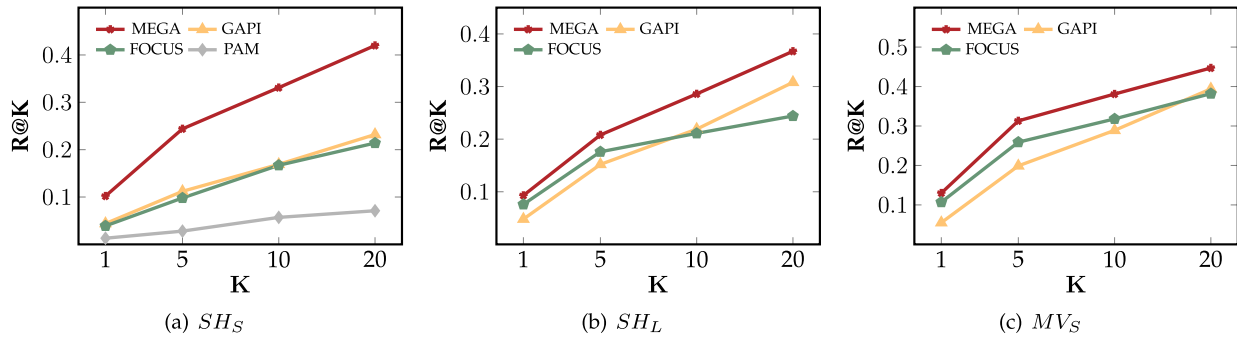 MEGA GAPI
FOCUS PAM
R@K
0.4
0.3
0.2
0.1
1 5 10 20
K
(a) SH_S
MEGA GAPI
FOCUS
R@K
0.4
0.3
0.2
0.1
1 5 10 20
K
(b) SH_L
MEGA GAPI
FOCUS
R@K
0.5
0.4
0.3
0.2
0.1
1 5 10 20
K
(c) MV_S